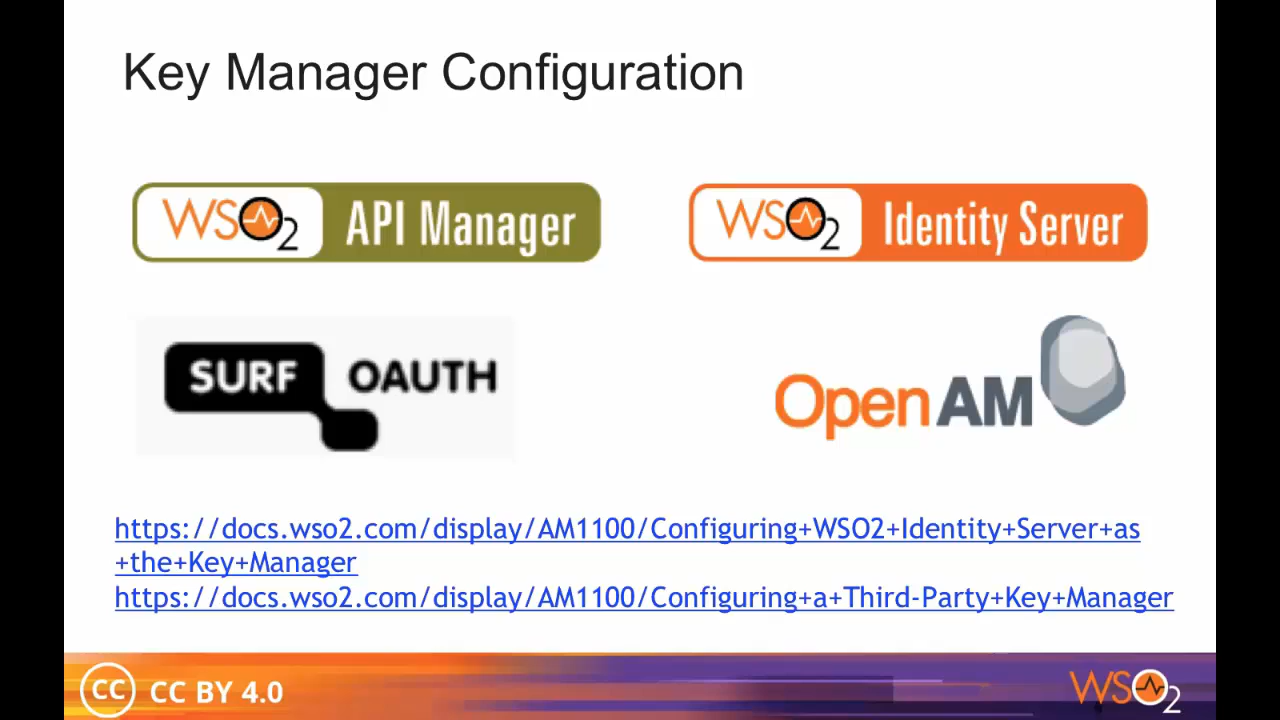 Key Manager Configuration
WSO2 API Manager
WSO2 Identity Server
SURF OAUTH
OpenAM
https://docs.wso2.com/display/AM1100/Configuring+WSO2+Identity+Server+as
+the+Key+Manager
https://docs.wso2.com/display/AM1100/Configuring+a+Third-Party+Key+Manager
CC CC BY 4.0
WSO2